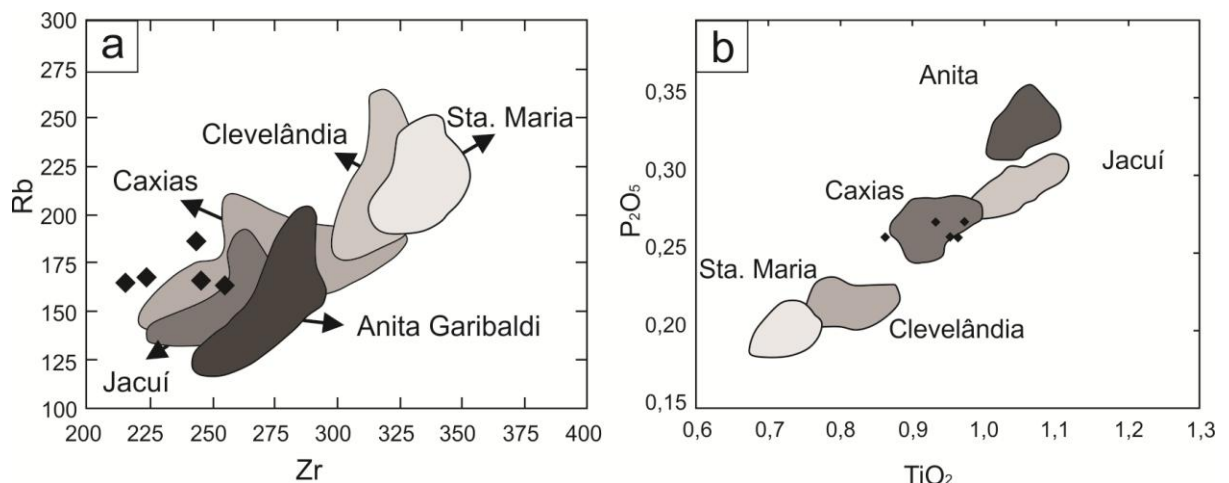 a
300
275
250
225
200
175
150
125
100
Rb
200 225 250 275 300 325 350 375 400
Zr
Clevelândia
Sta. Maria
Caxias
Anita Garibaldi
Jacuí
b
0,35
0,30
0,25
0,20
0,15
P₂O₅
0,6 0,7 0,8 0,9 1,0 1,1 1,2 1,3
TiO₂
Anita
Jacuí
Caxias
Sta. Maria
Clevelândia